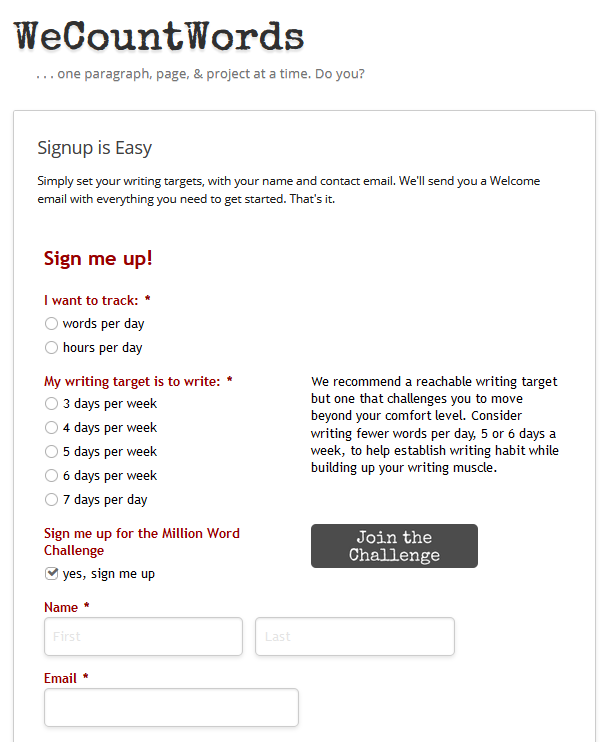 WeCountWords
. . . one paragraph, page, & project at a time. Do you?
Signup is Easy
Simply set your writing targets, with your name and contact email. We'll send you a Welcome
email with everything you need to get started. That's it.
Sign me up!
I want to track: *
words per day
hours per day
My writing target is to write: *
3 days per week
4 days per week
5 days per week
6 days per week
7 days per day
We recommend a reachable writing target
but one that challenges you to move
beyond your comfort level. Consider
writing fewer words per day, 5 or 6 days a
week, to help establish writing habit while
building up your writing muscle.
Sign me up for the Million Word
Challenge
yes, sign me up
Join the
Challenge
Name *
First
Last
Email *